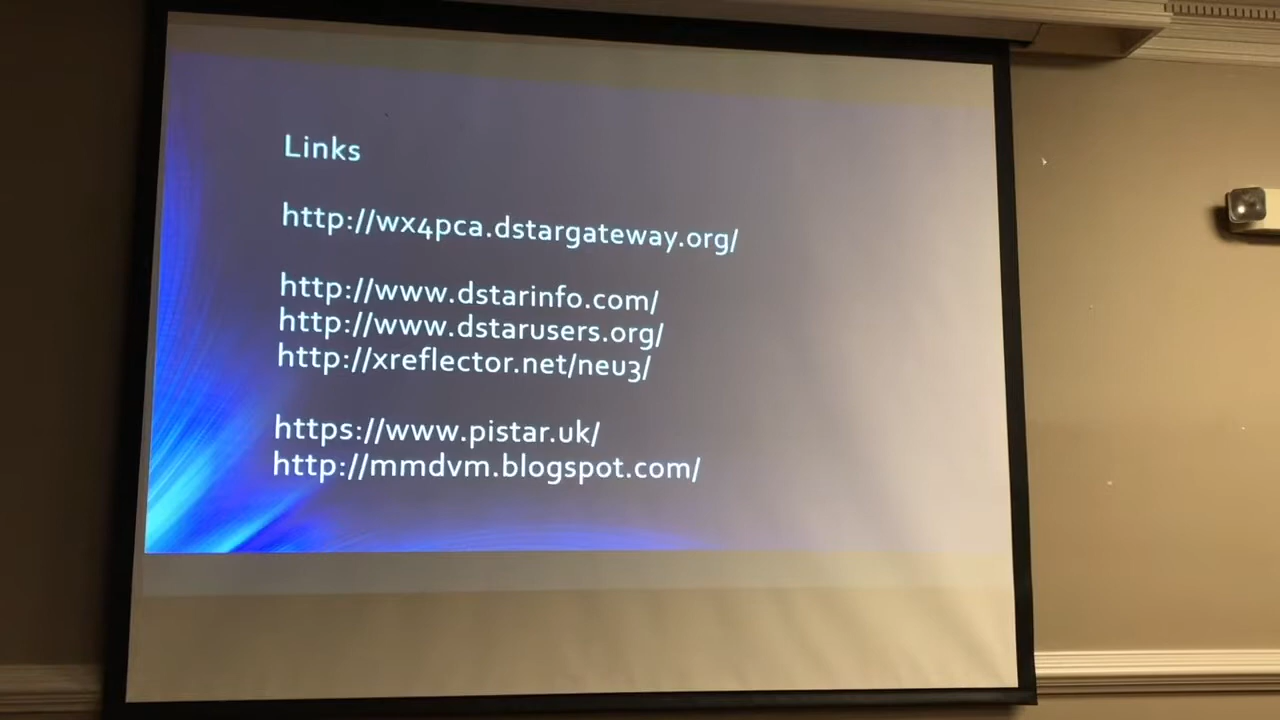 Links
http://wx4pca.dstargateway.org/
http://www.dstarinfo.com/
http://www.dstarusers.org/
http://xreflector.net/neu3/
https://www.pistar.uk/
http://mmdvm.blogspot.com/